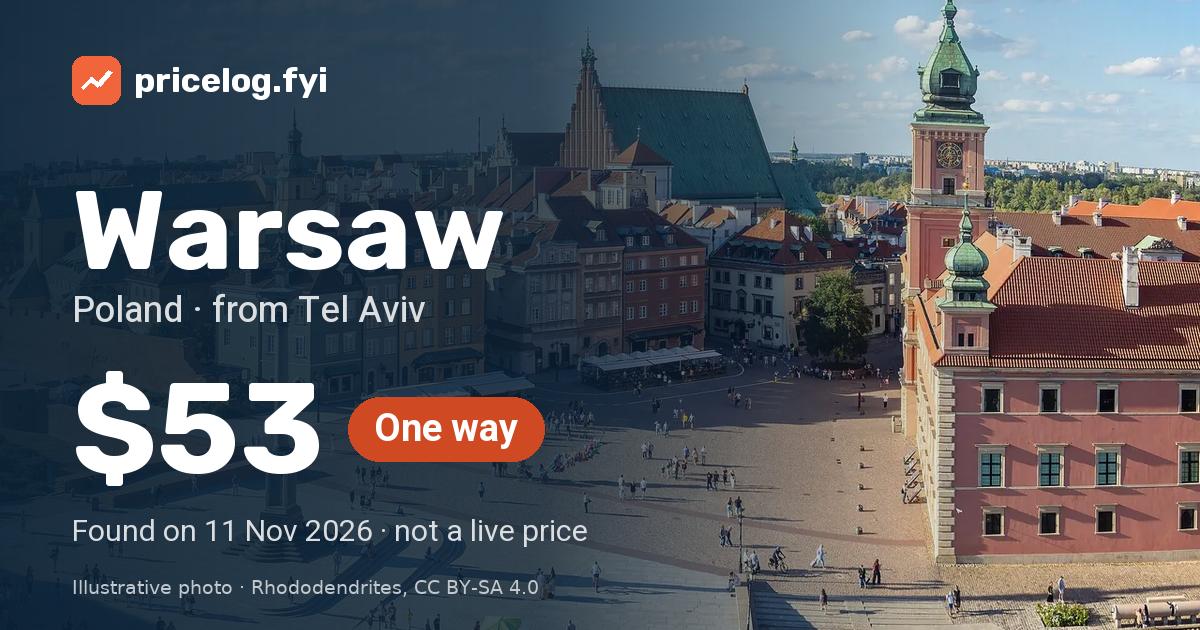 pricelog.fyi
Warsaw
Poland · from Tel Aviv
$53 One way
Found on 11 Nov 2026 · not a live price
Illustrative photo · Rhododendrites, CC BY-SA 4.0